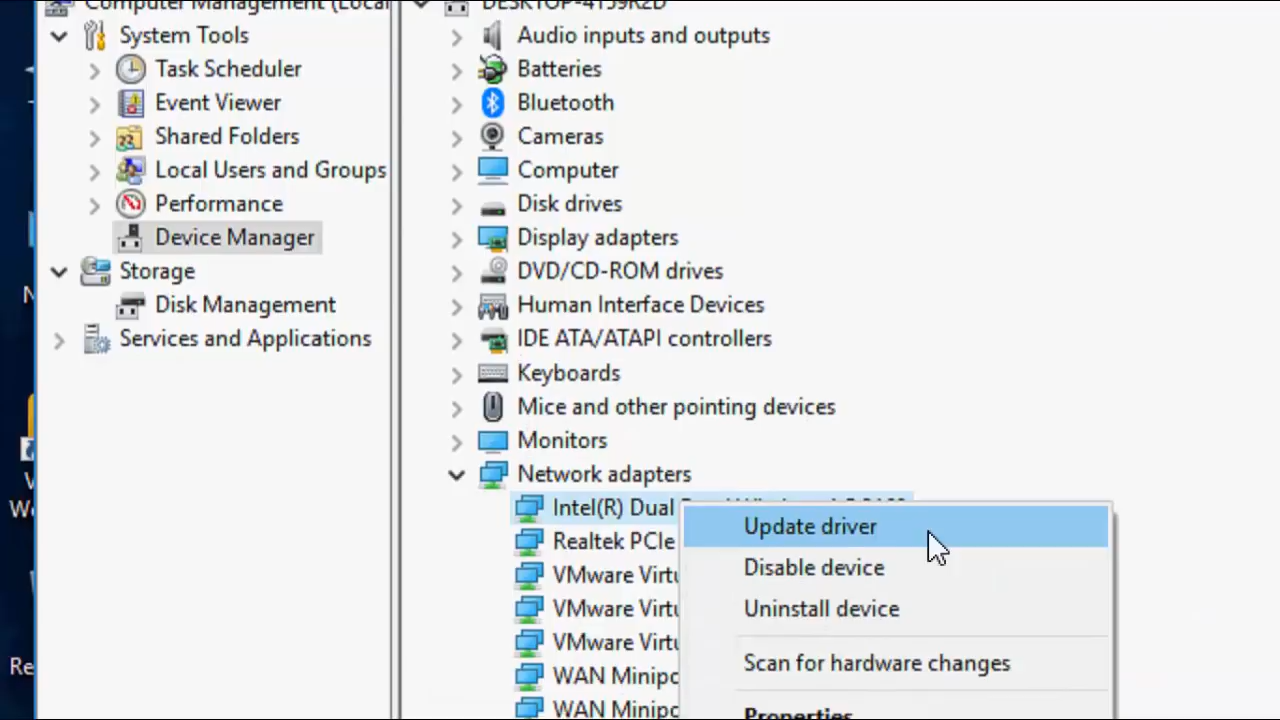 Computer Management (Local
System Tools
Task Scheduler
Event Viewer
Shared Folders
Local Users and Groups
Performance
Device Manager
Storage
Disk Management
Services and Applications
Audio inputs and outputs
Batteries
Bluetooth
Cameras
Computer
Disk drives
Display adapters
DVD/CD-ROM drives
Human Interface Devices
IDE ATA/ATAPI controllers
Keyboards
Mice and other pointing devices
Monitors
Network adapters
Intel(R) Dual
Realtek PCIe
VMware Virtu
VMware Virtu
VMware Virtu
WAN Minipo
WAN Minipo
Update driver
Disable device
Uninstall device
Scan for hardware changes
Properties
Re